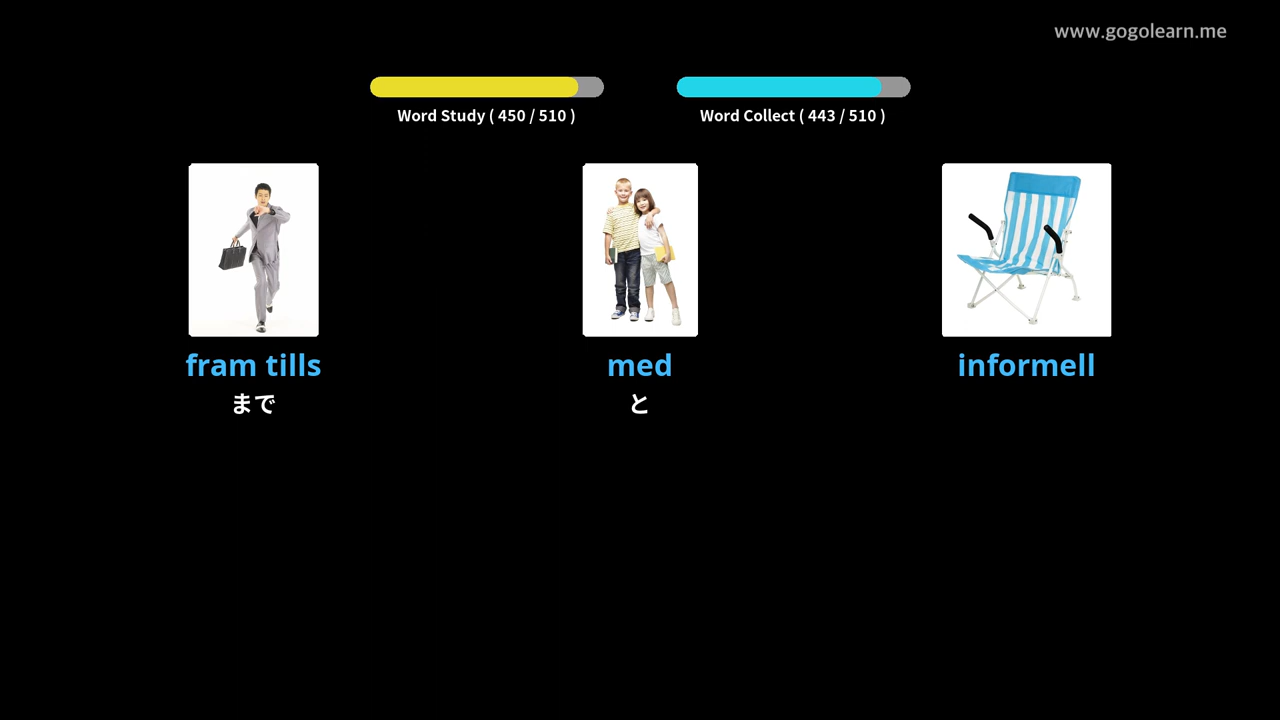 www.gogolearn.me
Word Study ( 450 / 510 )
Word Collect ( 443 / 510 )
fram tills
まで
med
と
informell